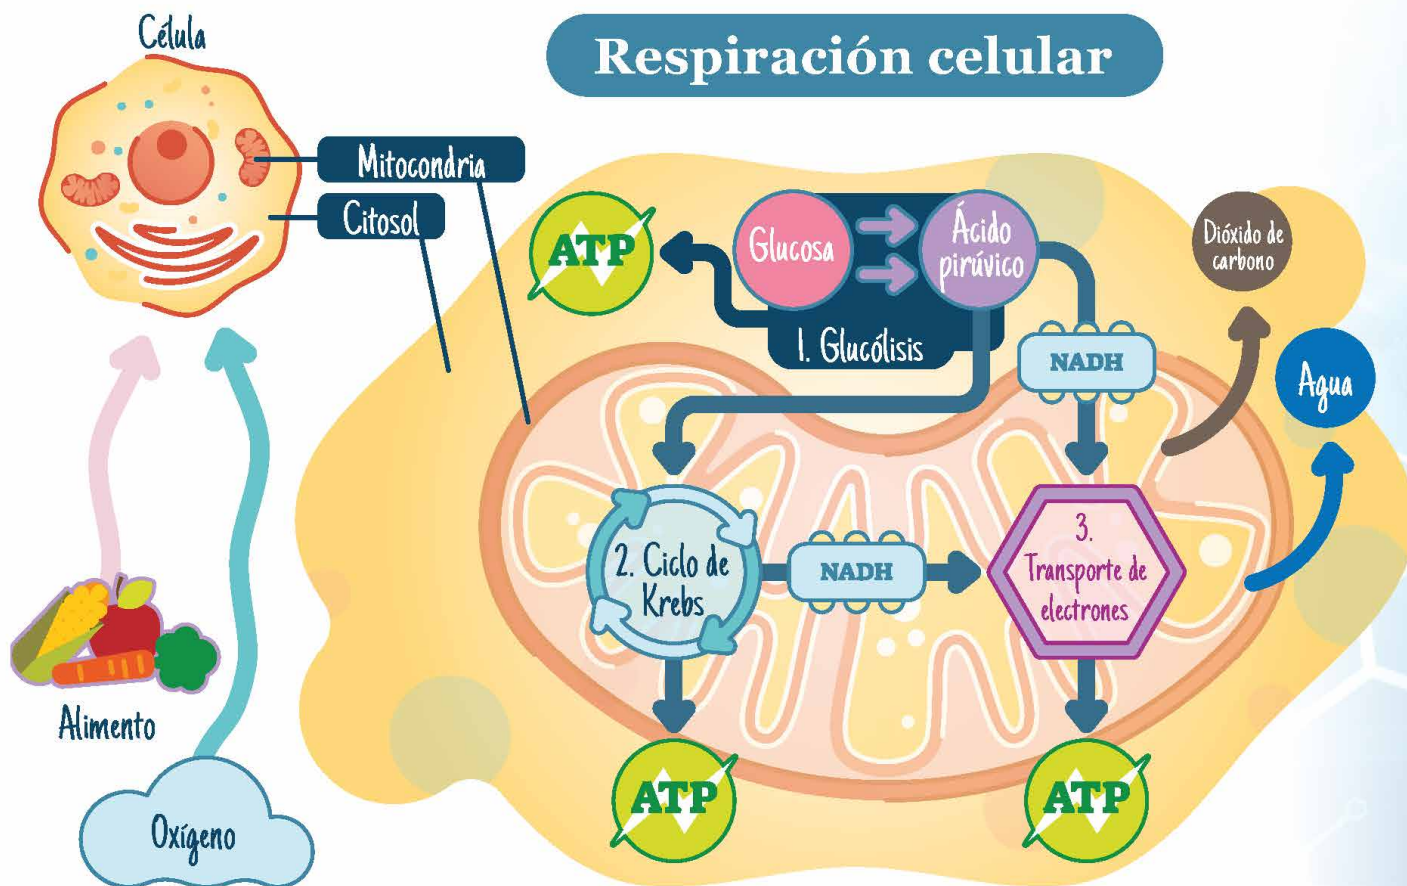 Respiración celular
Célula
Mitocondria
Citosol
ATP
Glucosa
Ácido
pirúvico
1. Glucólisis
NADH
Dióxido de
carbono
Agua
2. Ciclo de
Krebs
NADH
3.
Transporte de
electrones
ATP
ATP
Alimento
Oxígeno